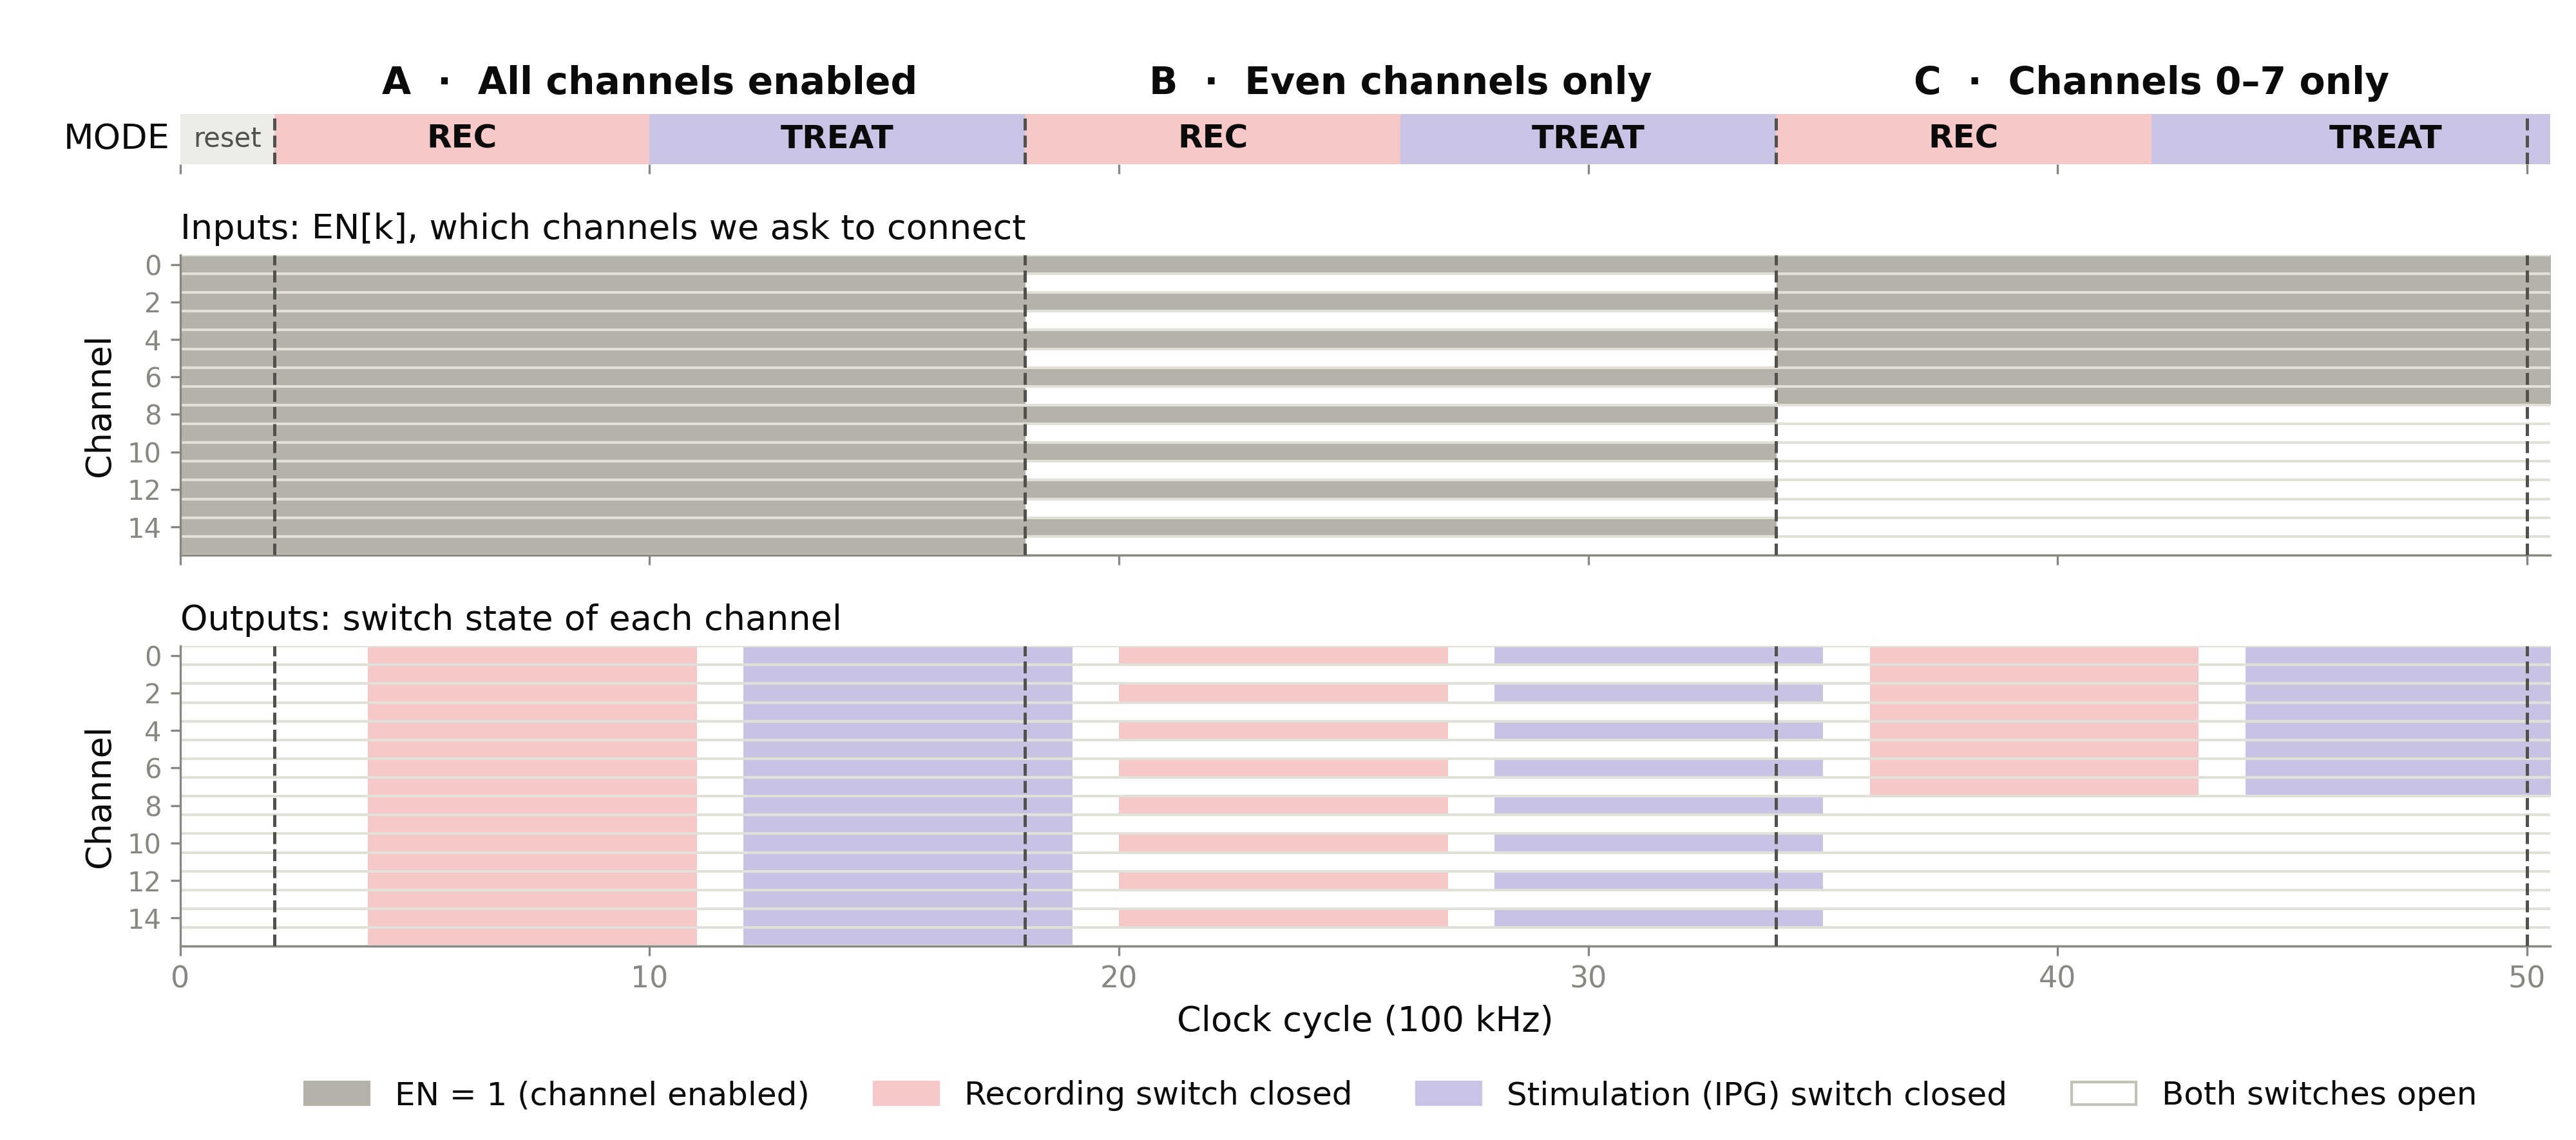 A · All channels enabled B · Even channels only C · Channels 0–7 only
MODE reset REC TREAT REC TREAT REC TREAT
Inputs: EN[k], which channels we ask to connect
Channel
0
2
4
6
8
10
12
14
Outputs: switch state of each channel
Channel
0
2
4
6
8
10
12
14
0 10 20 30 40 50
Clock cycle (100 kHz)
EN = 1 (channel enabled) Recording switch closed Stimulation (IPG) switch closed Both switches open